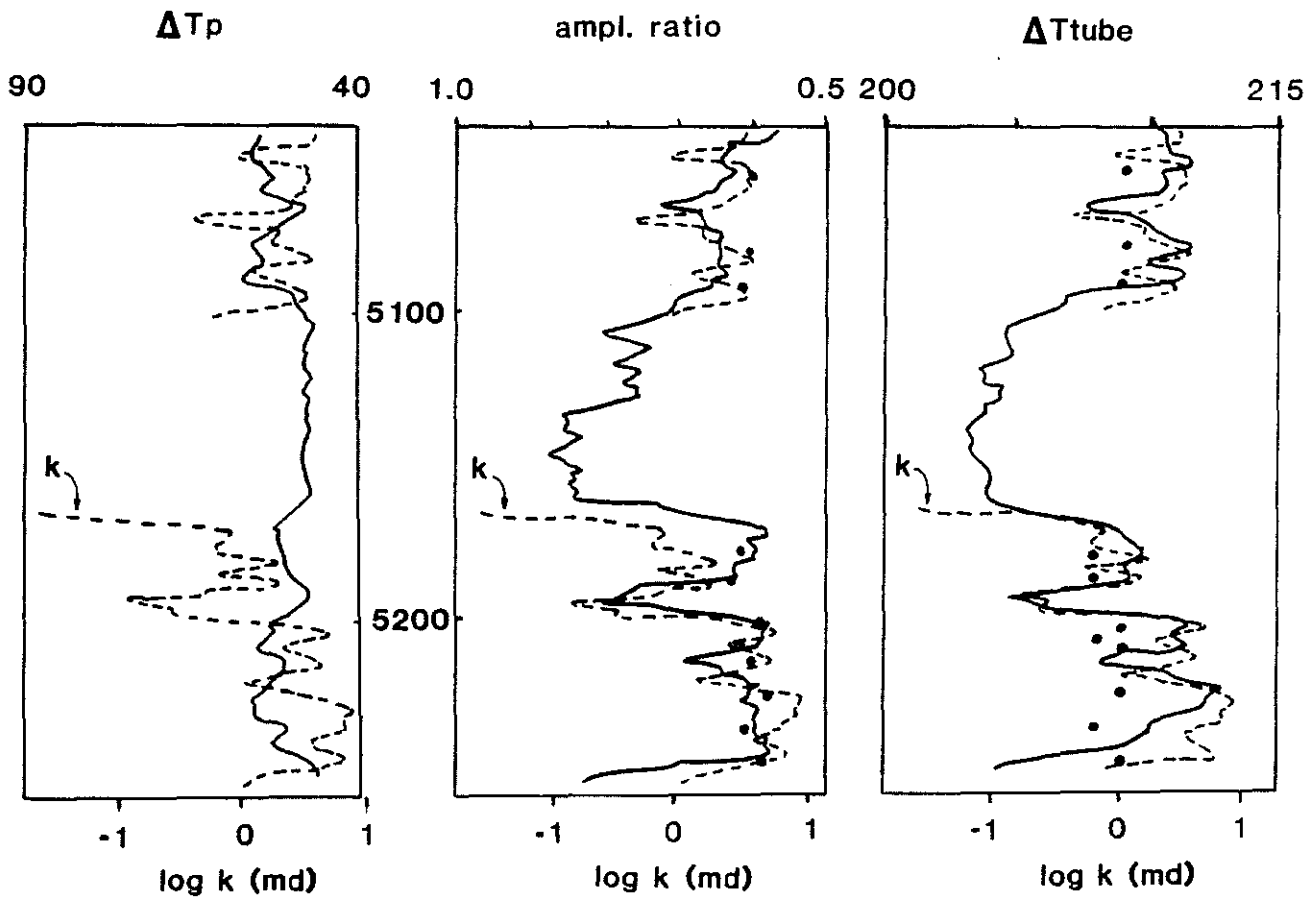 ΔTp ampl. ratio ΔTtube
90 40 1.0 0.5 200 215
5100
k k k
5200
-1 0 1 -1 0 1 -1 0 1
log k (md) log k (md) log k (md)